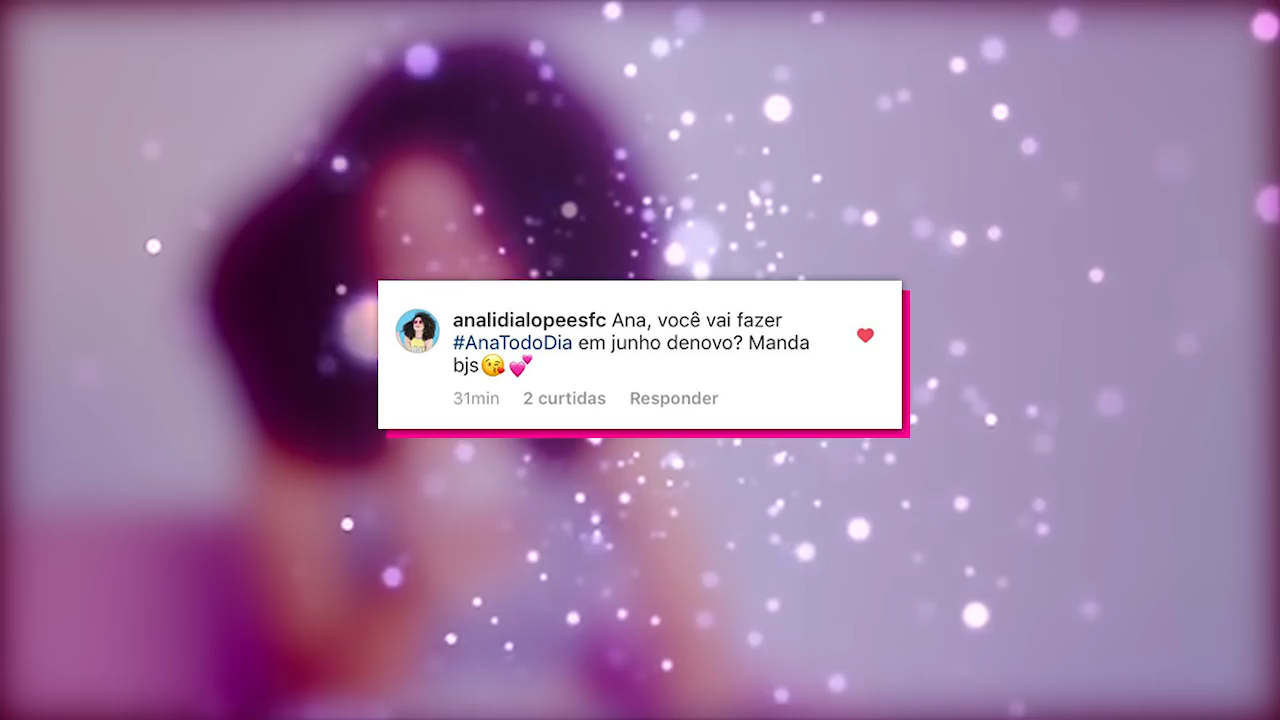 analidialopeesfc Ana, você vai fazer
#AnaTodoDia em junho denovo? Manda
bjs😘💕
31min 2 curtidas Responder